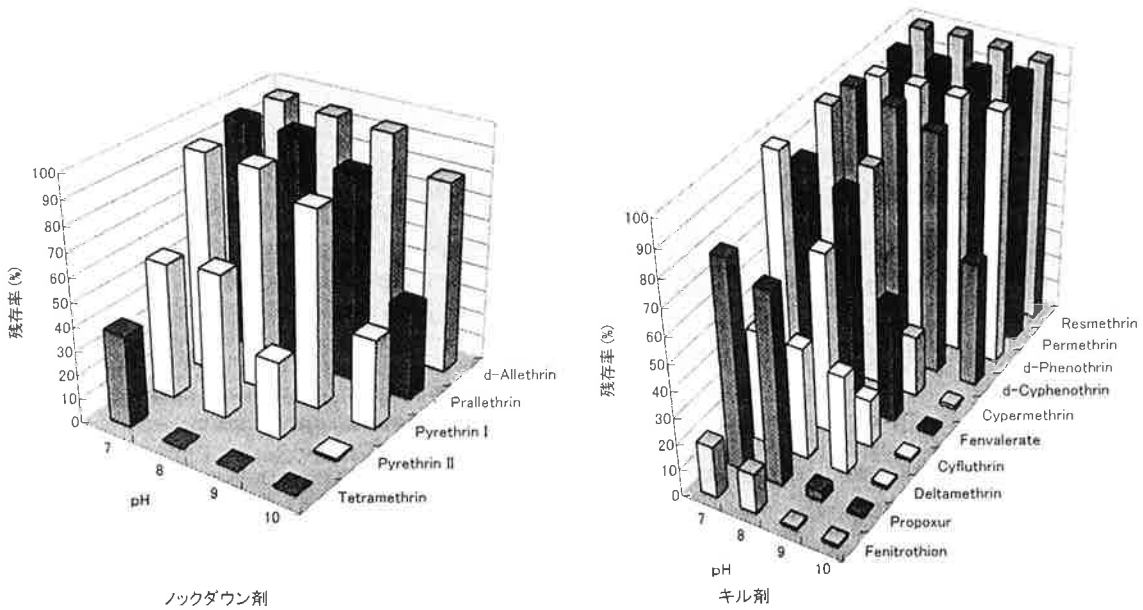 残存率(%)
100
90
80
70
60
50
40
30
20
10
0
7
8
9
10
pH
d-Allethrin
Prallethrin
Pyrethrin I
Pyrethrin II
Tetramethrin
ノックダウン剤
残存率(%)
100
90
80
70
60
50
40
30
20
10
0
7
8
9
10
pH
Resmethrin
Permethrin
d-Phenothrin
d-Cyphenothrin
Cypermethrin
Fenvalerate
Cyfluthrin
Deltamethrin
Propoxur
Fenitrothion
キル剤